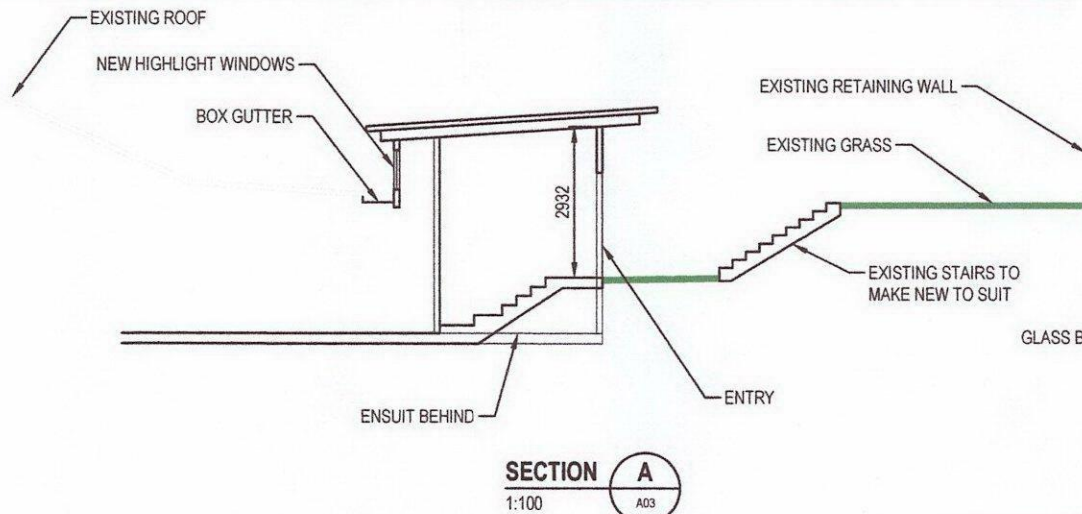 EXISTING ROOF
NEW HIGHLIGHT WINDOWS
BOX GUTTER
EXISTING RETAINING WALL
EXISTING GRASS
2932
EXISTING STAIRS TO
MAKE NEW TO SUIT
GLASS B
ENSUIT BEHIND
ENTRY
SECTION
A
1:100
A03